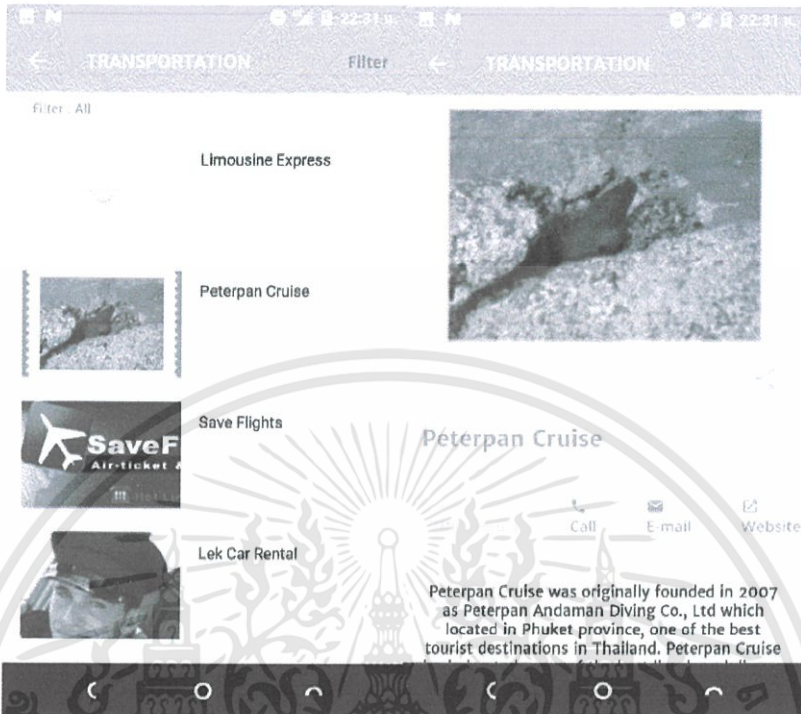 22:31 น.
TRANSPORTATION
Filter
Filter : All
Limousine Express
Peterpan Cruise
SaveF
Air-ticket &
Save Flights
Lek Car Rental
22:31 น.
TRANSPORTATION
Peterpan Cruise
Call
E-mail
Website
Peterpan Cruise was originally founded in 2007
as Peterpan Andaman Diving Co., Ltd which
located in Phuket province, one of the best
tourist destinations in Thailand. Peterpan Cruise